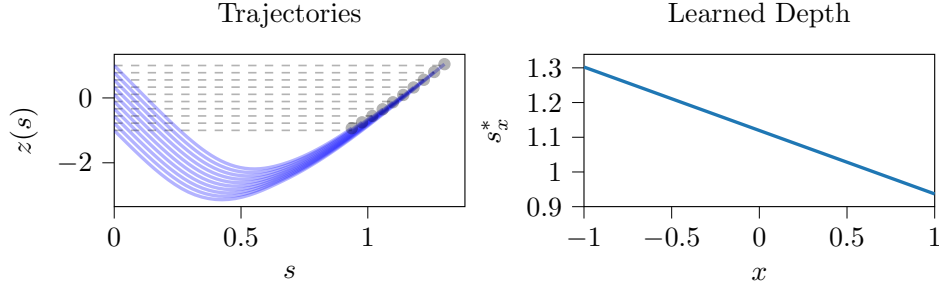 Trajectories
Learned Depth
z(s)
0
−2
0
0.5
1
s
s*ₓ
1.3
1.2
1.1
1
0.9
−1
−0.5
0
0.5
1
x